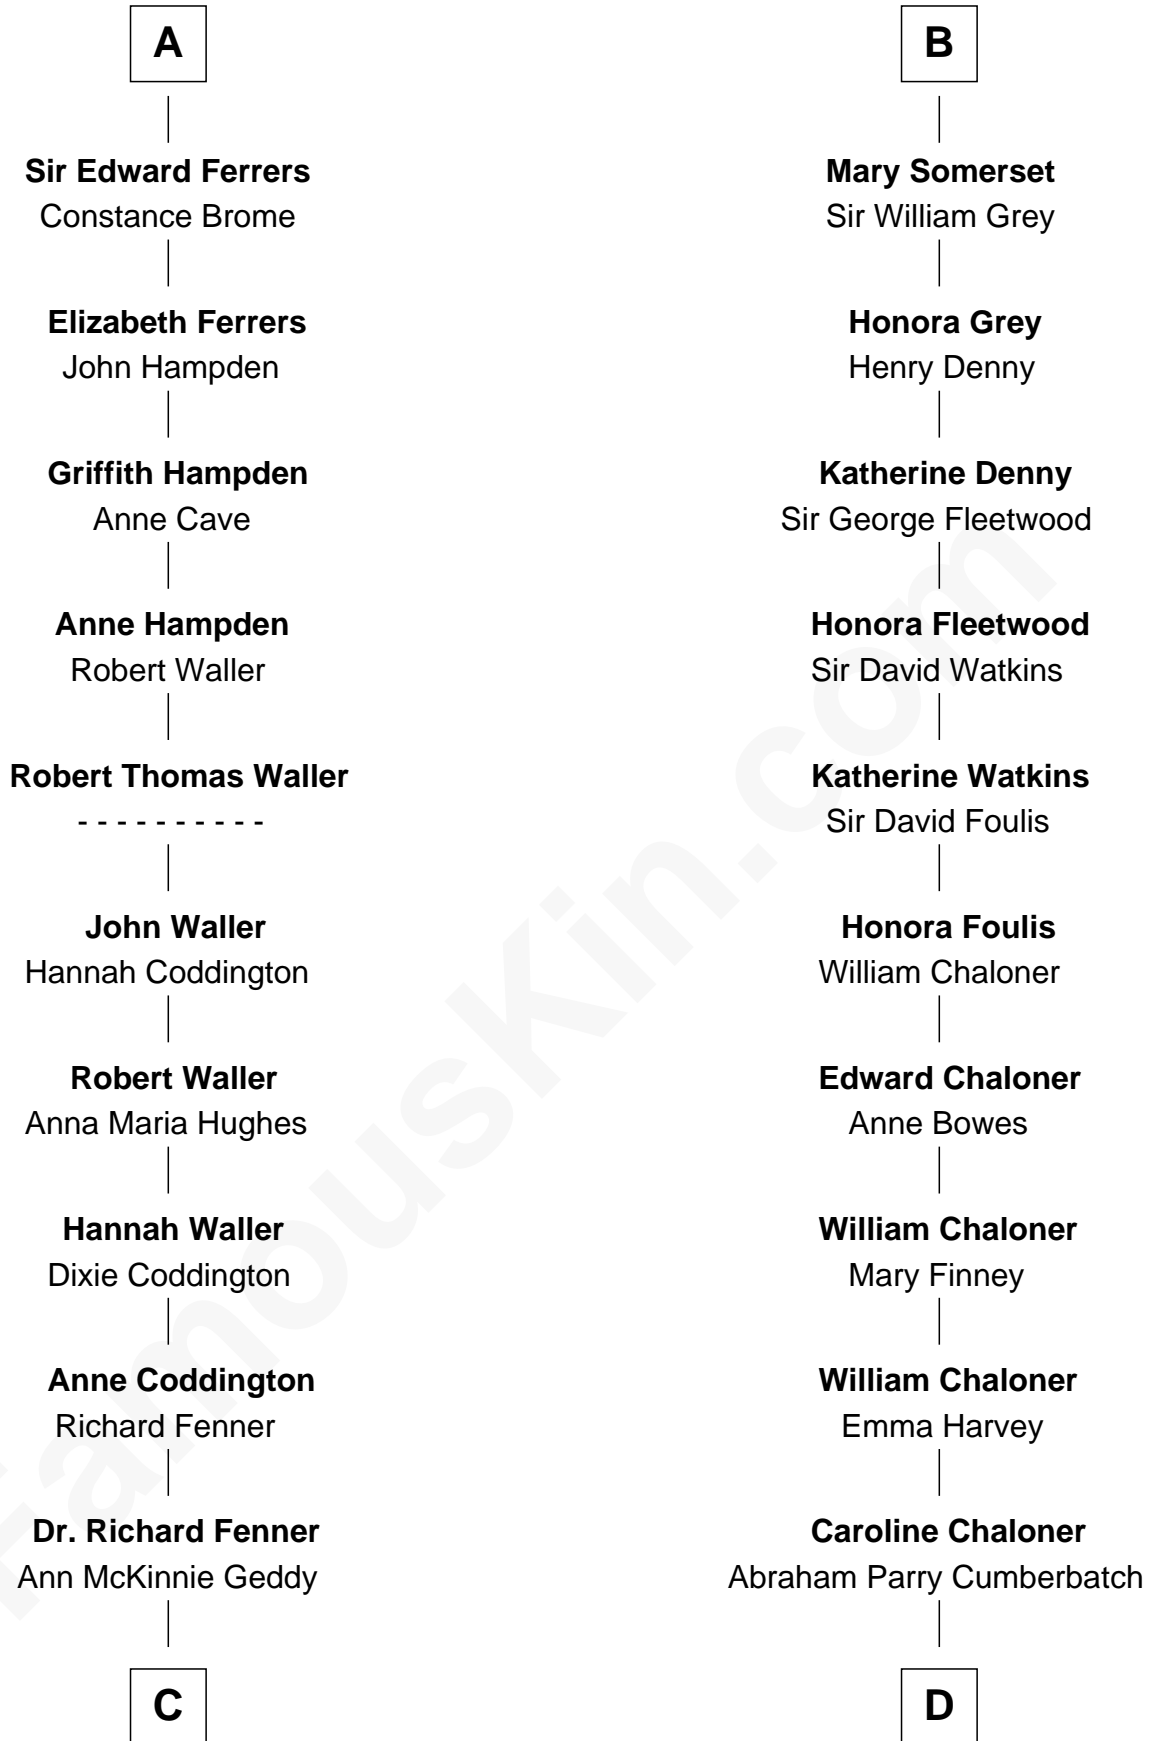 A
Sir Edward Ferrers
Constance Brome
Elizabeth Ferrers
John Hampden
Griffith Hampden
Anne Cave
Anne Hampden
Robert Waller
Robert Thomas Waller
- - - - - - - - - -
John Waller
Hannah Coddington
Robert Waller
Anna Maria Hughes
Hannah Waller
Dixie Coddington
Anne Coddington
Richard Fenner
Dr. Richard Fenner
Ann McKinnie Geddy
C
B
Mary Somerset
Sir William Grey
Honora Grey
Henry Denny
Katherine Denny
Sir George Fleetwood
Honora Fleetwood
Sir David Watkins
Katherine Watkins
Sir David Foulis
Honora Foulis
William Chaloner
Edward Chaloner
Anne Bowes
William Chaloner
Mary Finney
William Chaloner
Emma Harvey
Caroline Chaloner
Abraham Parry Cumberbatch
D
FamousKin.com